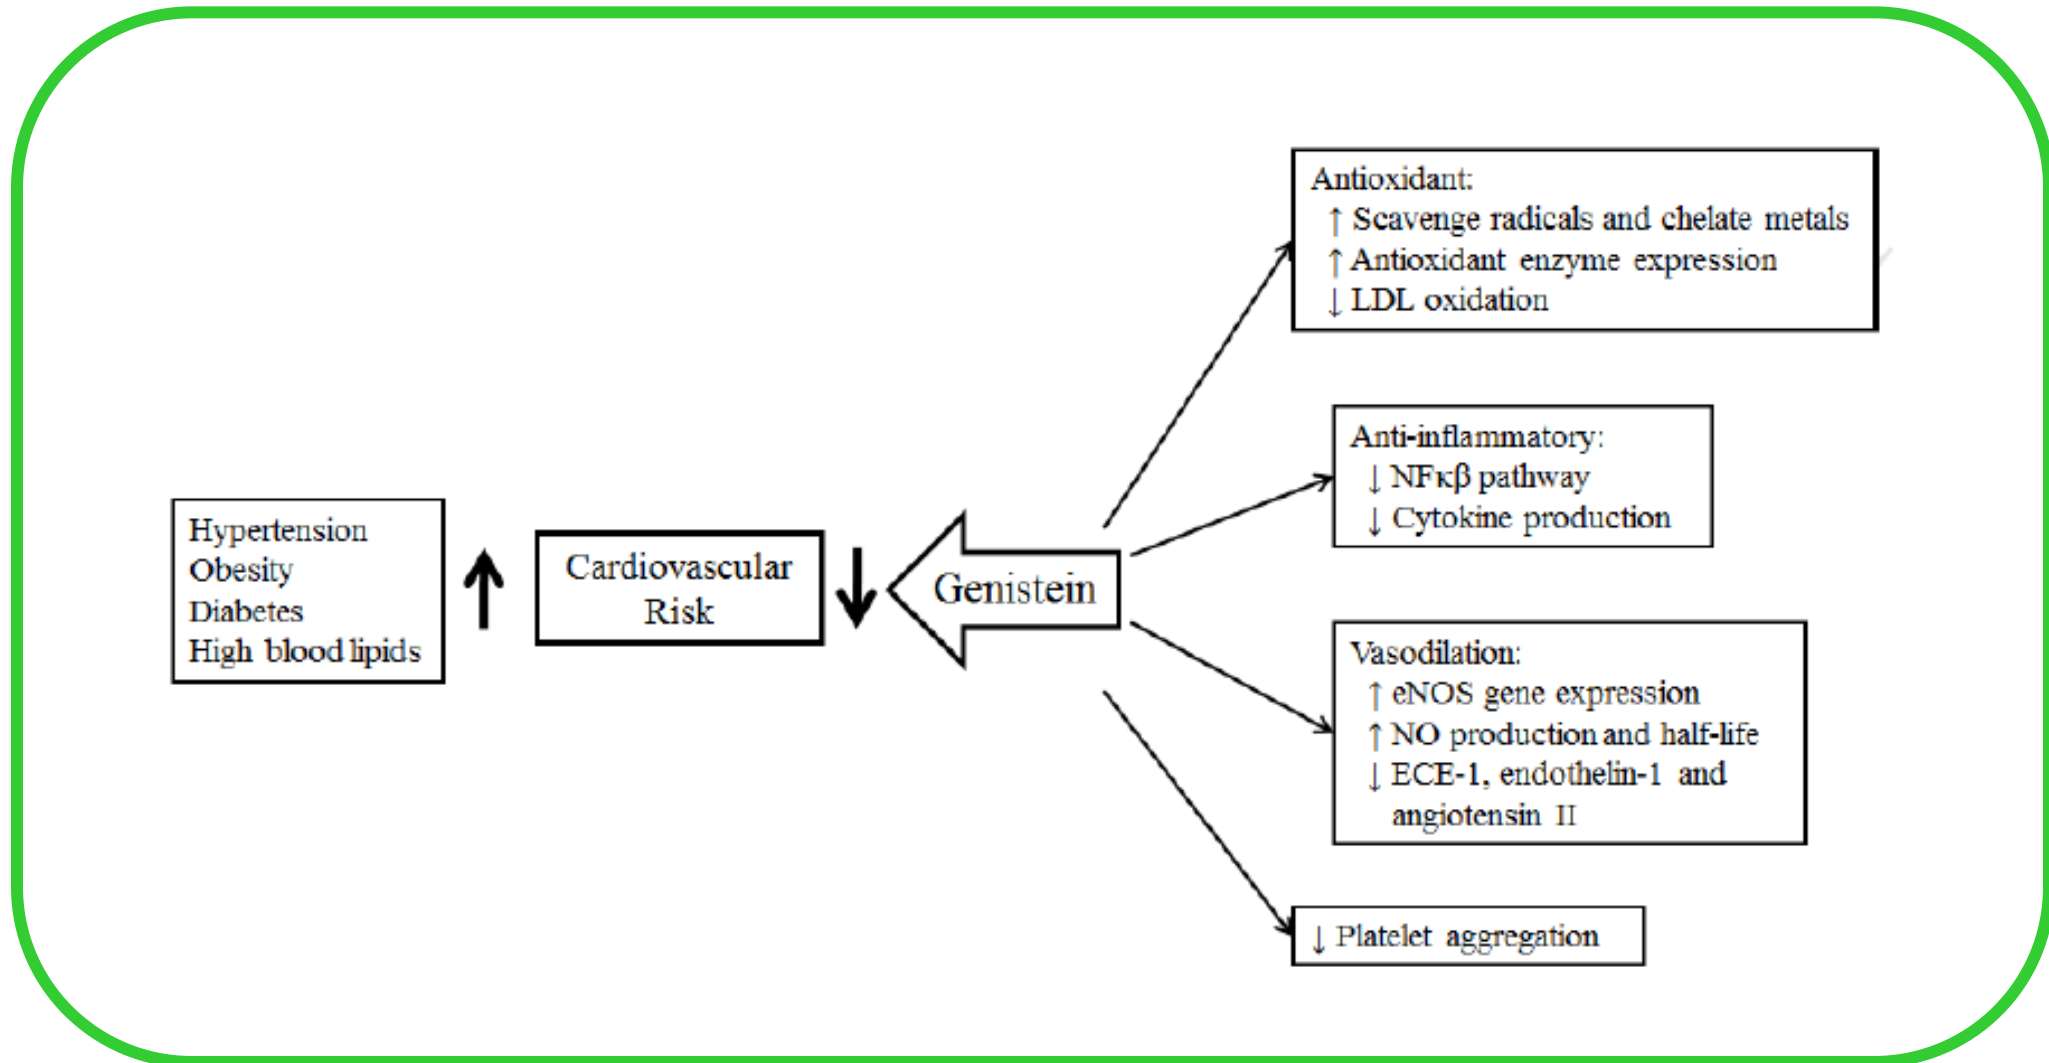 Hypertension
Obesity
Diabetes
High blood lipids
Cardiovascular
Risk
Genistein
Antioxidant:
↑ Scavenge radicals and chelate metals
↑ Antioxidant enzyme expression
↓ LDL oxidation
Anti-inflammatory:
↓ NFκβ pathway
↓ Cytokine production
Vasodilation:
↑ eNOS gene expression
↑ NO production and half-life
↓ ECE-1, endothelin-1 and
angiotensin II
↓ Platelet aggregation